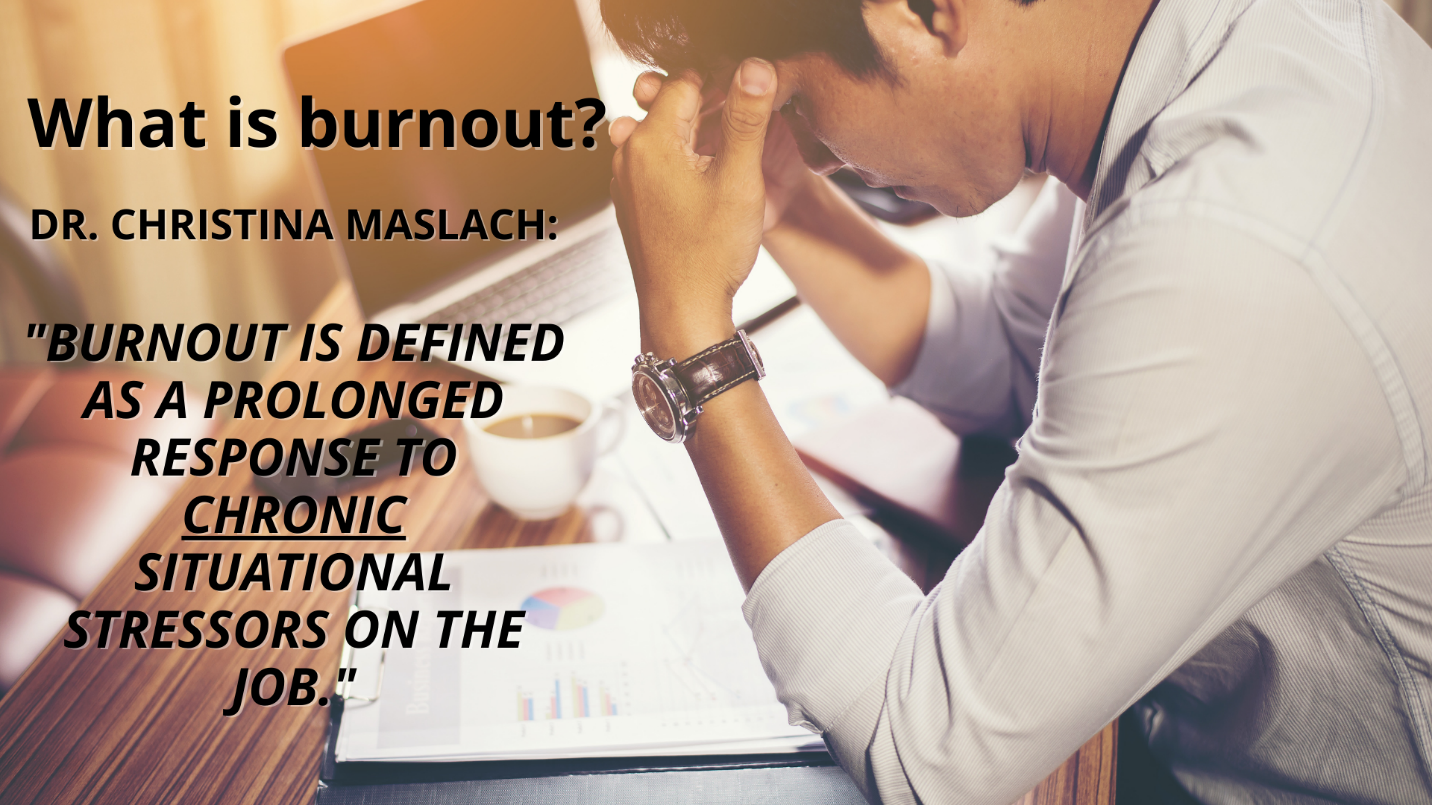 What is burnout?
DR. CHRISTINA MASLACH:
"BURNOUT IS DEFINED
AS A PROLONGED
RESPONSE TO
CHRONIC
SITUATIONAL
STRESSORS ON THE
JOB."